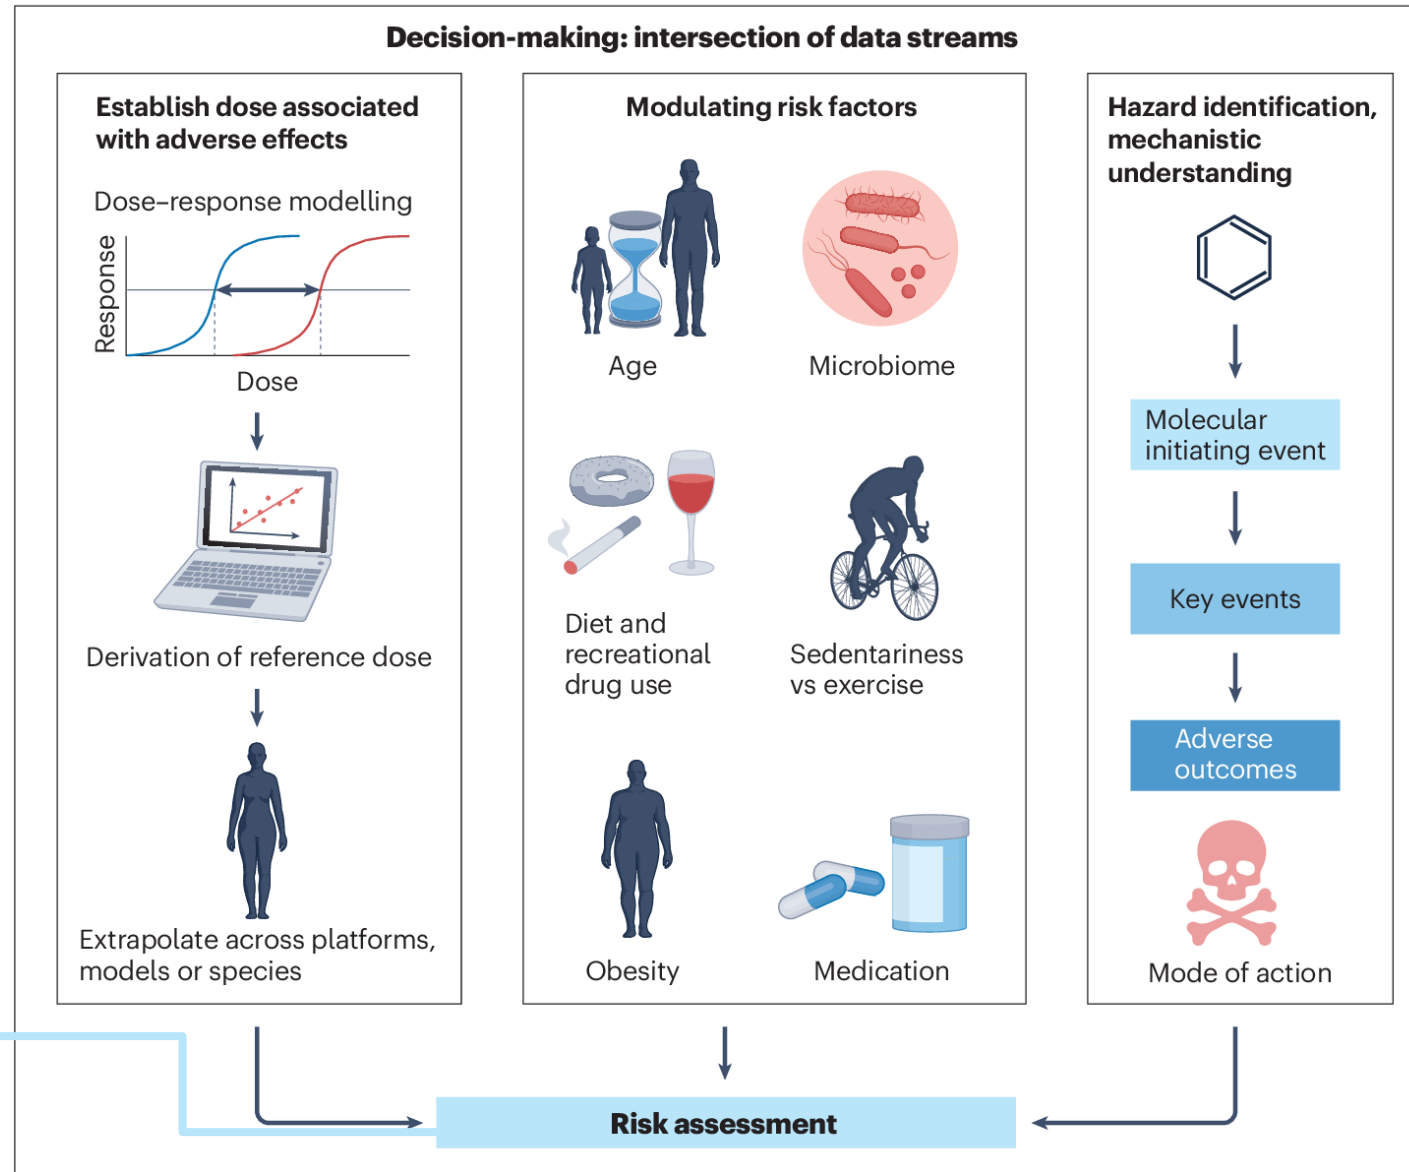 Decision-making: intersection of data streams
Establish dose associated
with adverse effects
Dose–response modelling
Response
Dose
Derivation of reference dose
Extrapolate across platforms,
models or species
Modulating risk factors
Age
Microbiome
Diet and
recreational
drug use
Sedentariness
vs exercise
Obesity
Medication
Hazard identification,
mechanistic
understanding
Molecular
initiating event
Key events
Adverse
outcomes
Mode of action
Risk assessment